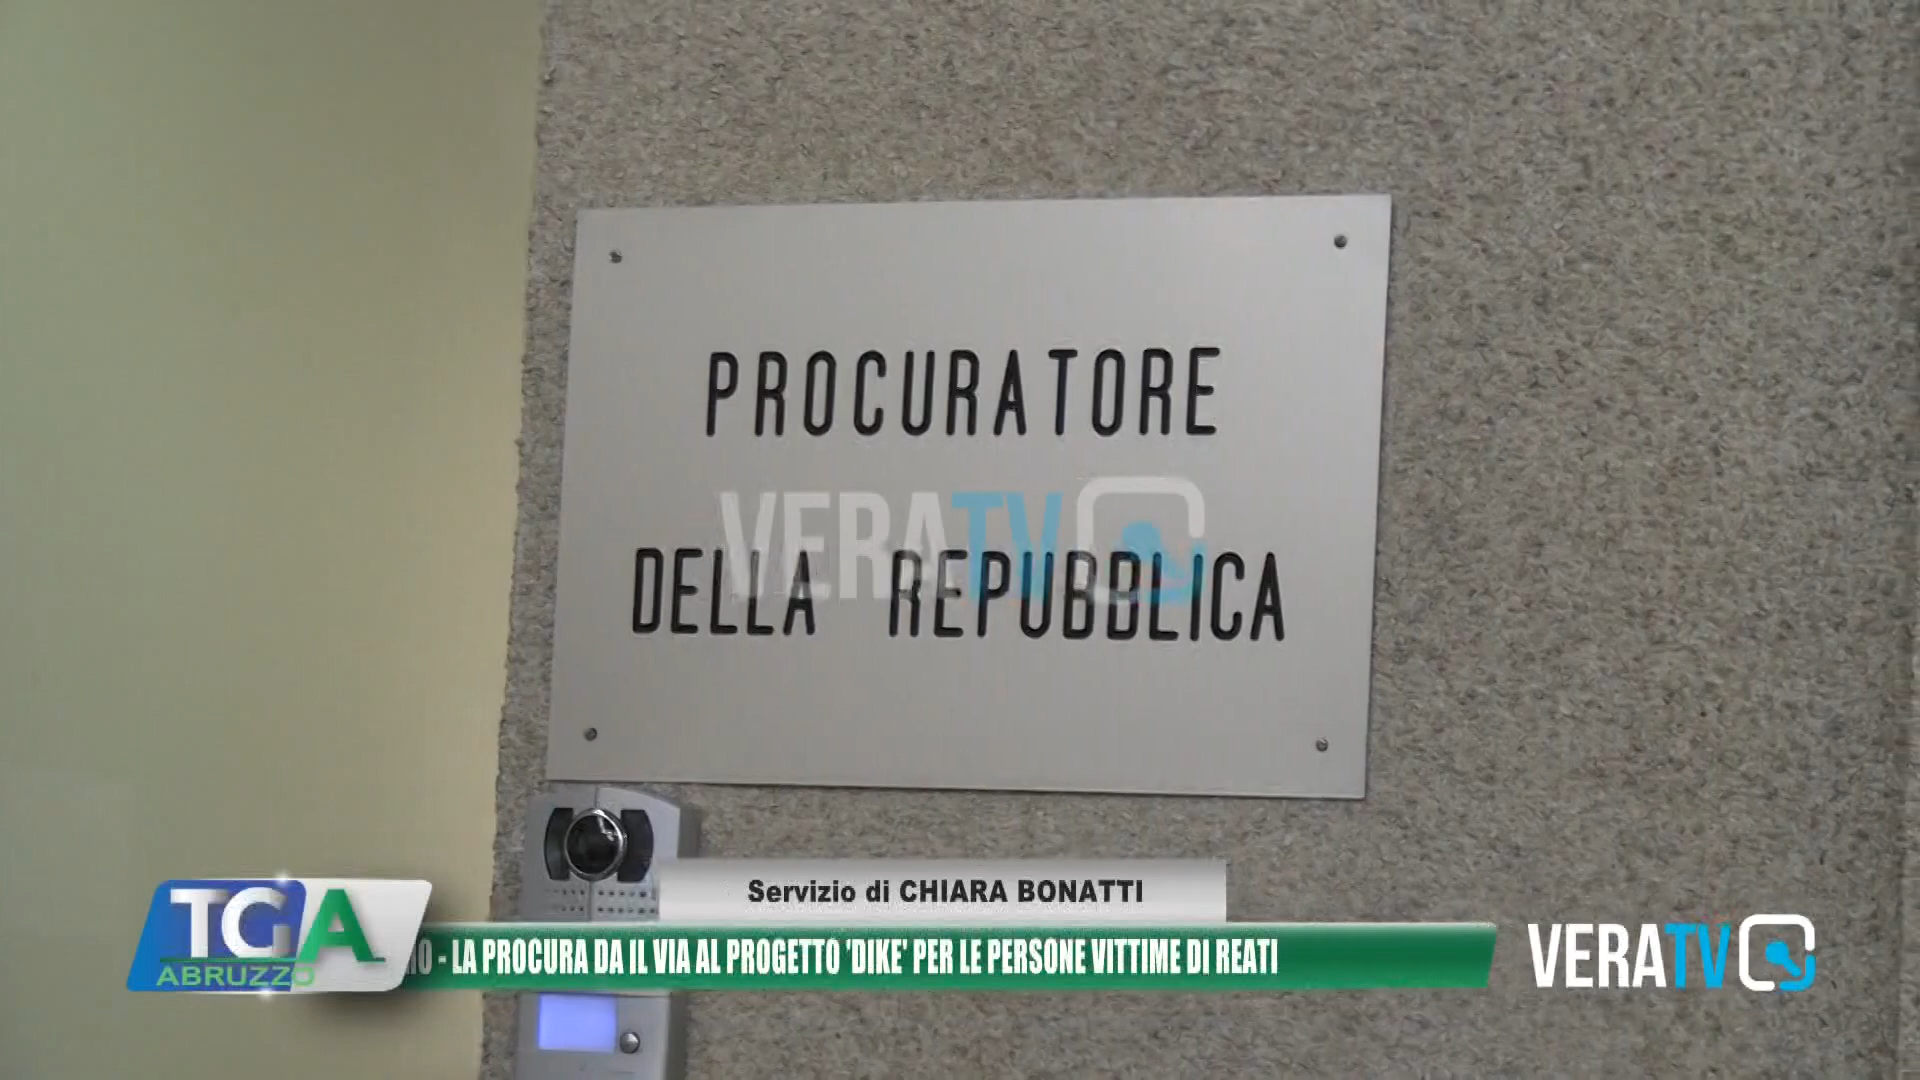 PROCURATORE
VERATV
DELLA REPUBBLICA
Servizio di CHIARA BONATTI
TGA
ABRUZZO
- LA PROCURA DA IL VIA AL PROGETTO 'DIKE' PER LE PERSONE VITTIME DI REATI
VERATV